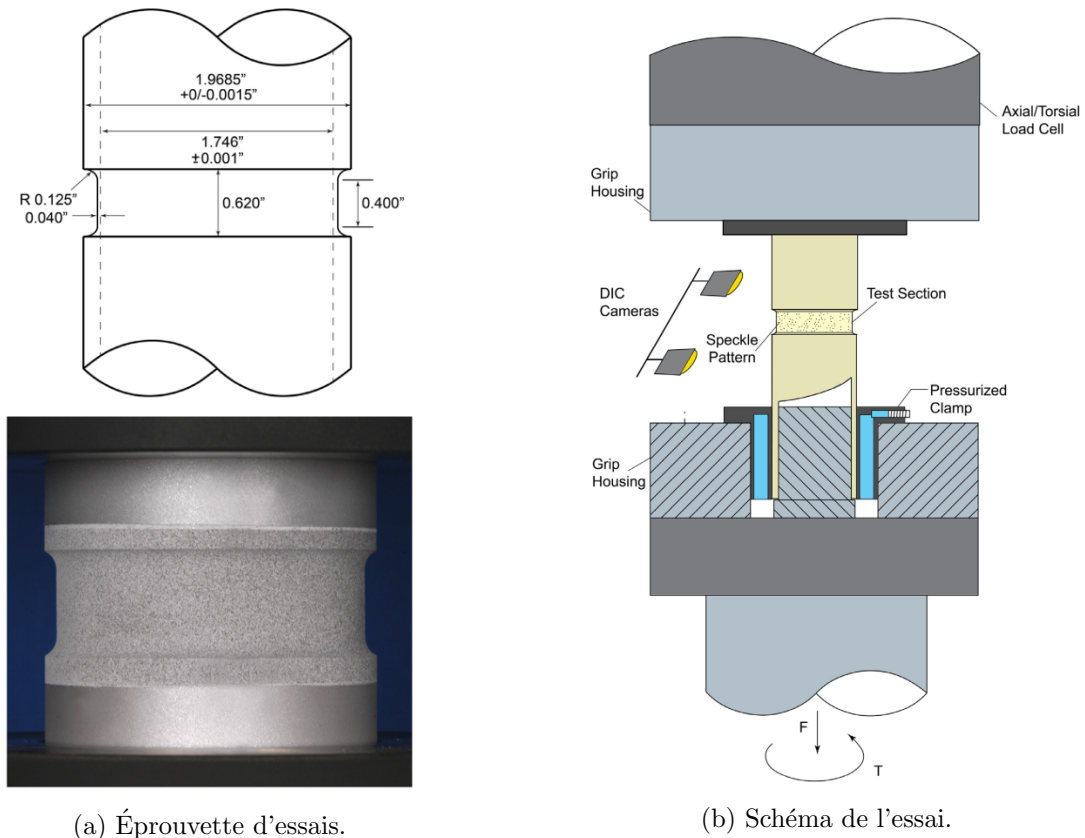 1.9685”
+0/-0.0015”
1.746”
±0.001”
R 0.125”
0.040”
0.620”
0.400”
(a) Éprouvette d'essais.
Axial/Torsial
Load Cell
Grip
Housing
DIC
Cameras
Test Section
Speckle
Pattern
Pressurized
Clamp
Grip
Housing
F
T
(b) Schéma de l'essai.